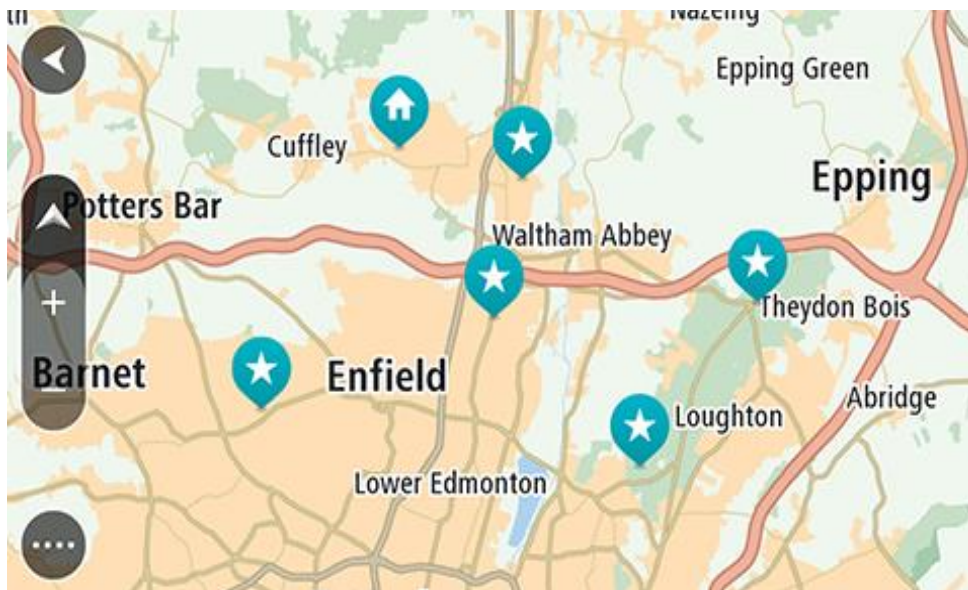 Nazeing
Epping Green
Cuffley
Epping
Potters Bar
Waltham Abbey
Theydon Bois
Barnet
Enfield
Abridge
Loughton
Lower Edmonton